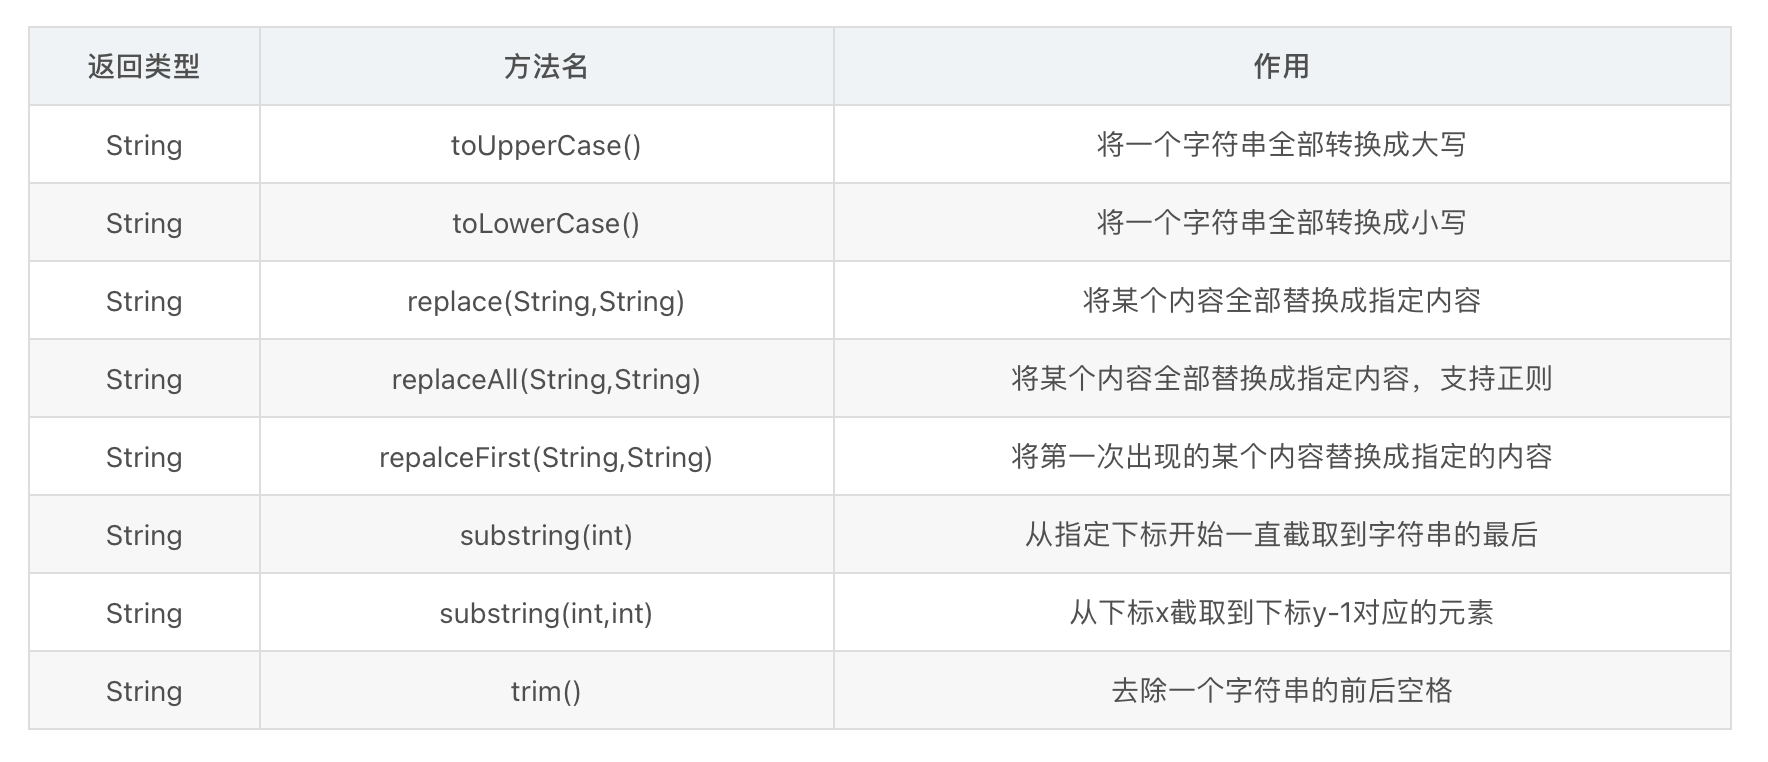 返回类型 方法名 作用
String toUpperCase() 将一个字符串全部转换成大写
String toLowerCase() 将一个字符串全部转换成小写
String replace(String,String) 将某个内容全部替换成指定内容
String replaceAll(String,String) 将某个内容全部替换成指定内容，支持正则
String repalceFirst(String,String) 将第一次出现的某个内容替换成指定的内容
String substring(int) 从指定下标开始一直截取到字符串的最后
String substring(int,int) 从下标x截取到下标y-1对应的元素
String trim() 去除一个字符串的前后空格